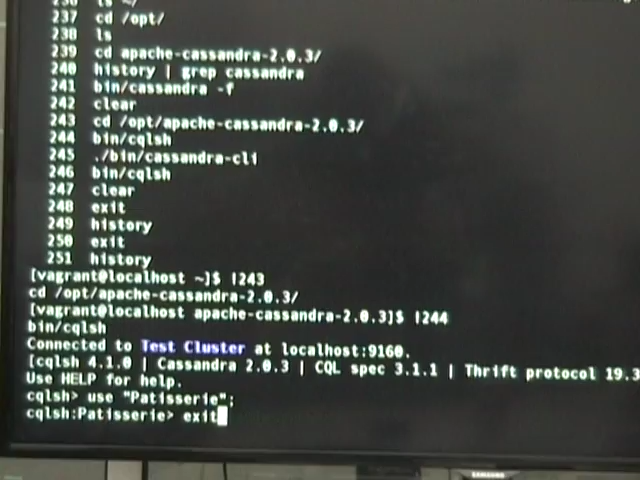 236 ls ~/
237 cd /opt/
238 ls
239 cd apache-cassandra-2.0.3/
240 history | grep cassandra
241 bin/cassandra -f
242 clear
243 cd /opt/apache-cassandra-2.0.3/
244 bin/cqlsh
245 ./bin/cassandra-cli
246 bin/cqlsh
247 clear
248 exit
249 history
250 exit
251 history
[vagrant@localhost ~]$ !243
cd /opt/apache-cassandra-2.0.3/
[vagrant@localhost apache-cassandra-2.0.3]$ !244
bin/cqlsh
Connected to Test Cluster at localhost:9160.
[cqlsh 4.1.0 | Cassandra 2.0.3 | CQL spec 3.1.1 | Thrift protocol 19.3
Use HELP for help.
cqlsh> use "Patisserie";
cqlsh:Patisserie> exit
SAMSUNG